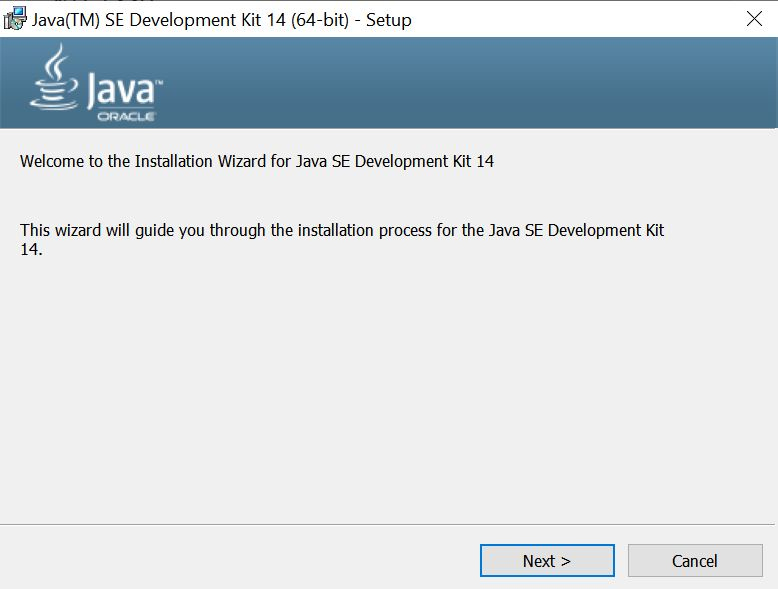 Java(TM) SE Development Kit 14 (64-bit) - Setup
Java™
ORACLE
Welcome to the Installation Wizard for Java SE Development Kit 14
This wizard will guide you through the installation process for the Java SE Development Kit
14.
Next >
Cancel